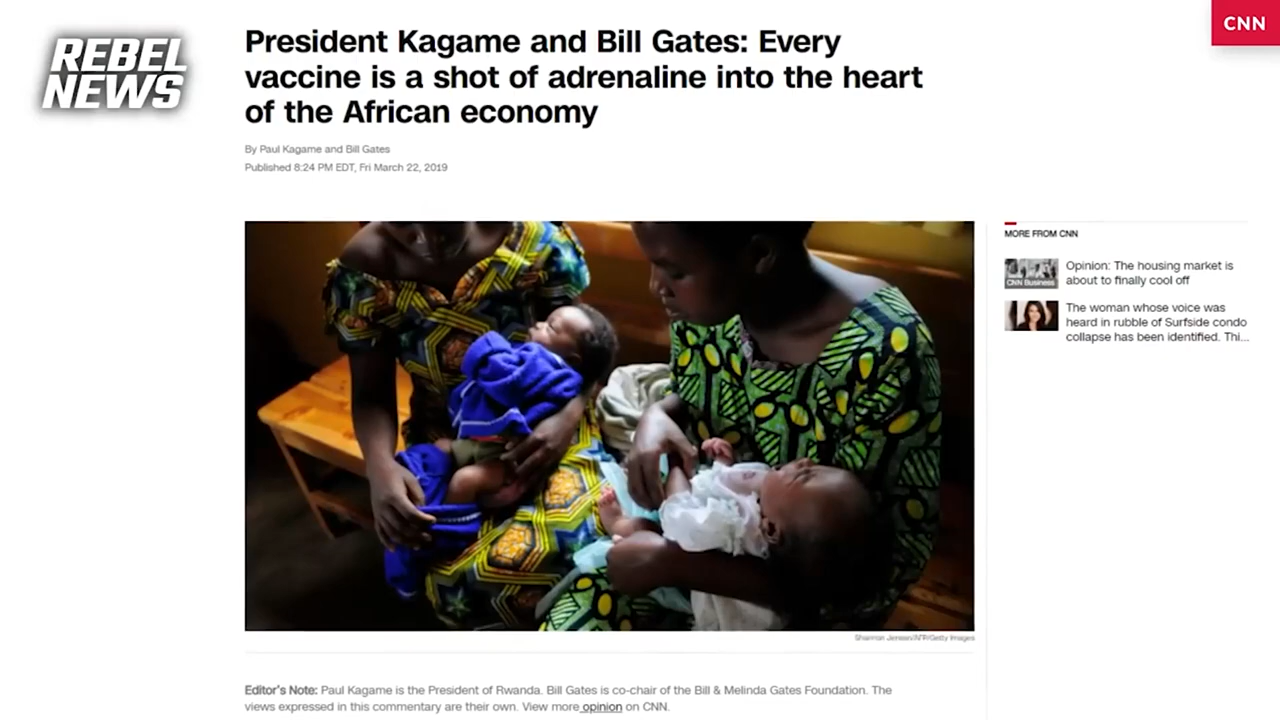 CNN
REBEL
NEWS
President Kagame and Bill Gates: Every
vaccine is a shot of adrenaline into the heart
of the African economy
By Paul Kagame and Bill Gates
Published 8:24 PM EDT, Fri March 22, 2019
MORE FROM CNN
CNN Business
Opinion: The housing market is
about to finally cool off
The woman whose voice was
heard in rubble of Surfside condo
collapse has been identified. Thi...
/AFP/Getty Images
Editor's Note: Paul Kagame is the President of Rwanda. Bill Gates is co-chair of the Bill & Melinda Gates Foundation. The
views expressed in this commentary are their own. View more opinion on CNN.